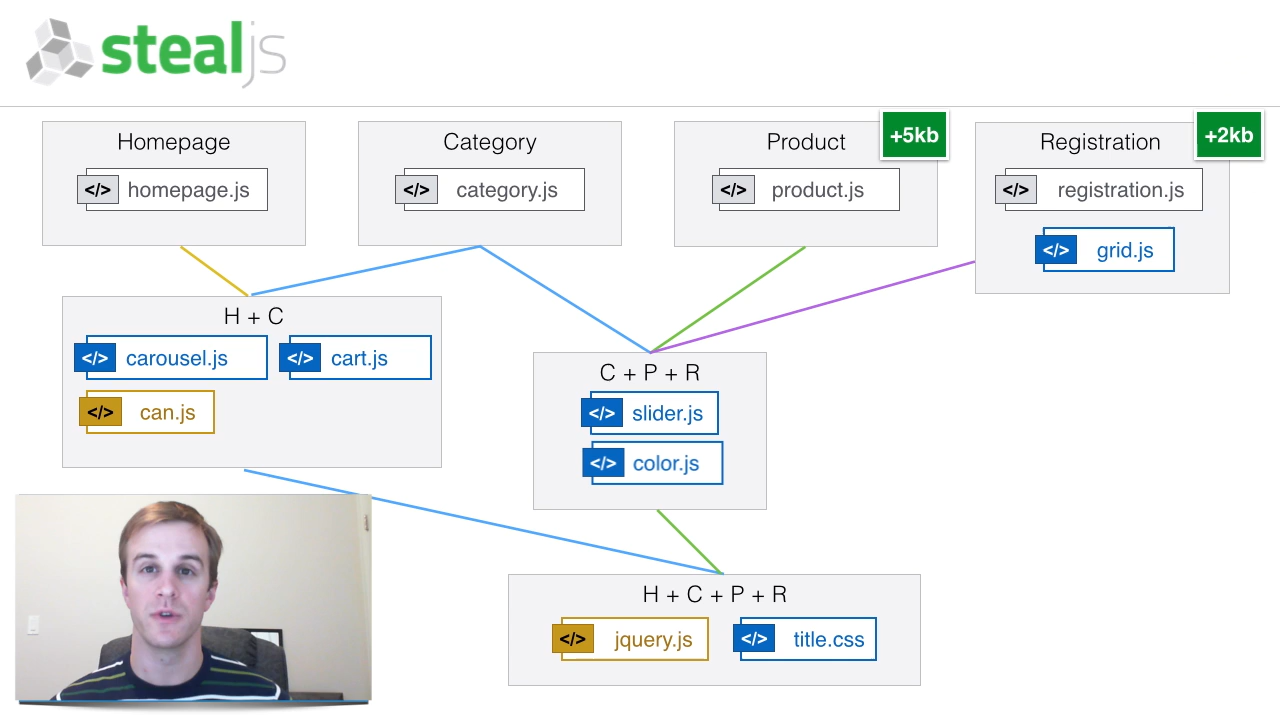 stealjs
Homepage
</> homepage.js
Category
</> category.js
Product
+5kb
</> product.js
Registration
+2kb
</> registration.js
</> grid.js
H + C
</> carousel.js
</> cart.js
</> can.js
C + P + R
</> slider.js
</> color.js
H + C + P + R
</> jquery.js
</> title.css